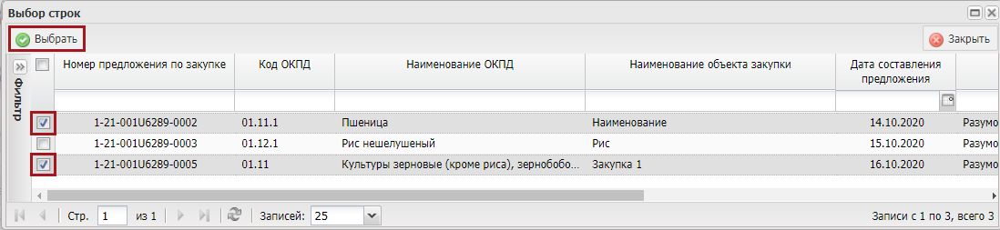 Выбор строк
Выбрать
Закрыть
Фильтр
Номер предложения по закупке Код ОКПД Наименование ОКПД Наименование объекта закупки Дата составления предложения
1-21-001U6289-0002 01.11.1 Пшеница Наименование 14.10.2020 Разумо
1-21-001U6289-0003 01.12.1 Рис нешелушеный Рис 15.10.2020 Разумо
1-21-001U6289-0005 01.11 Культуры зерновые (кроме риса), зернобобо... Закупка 1 16.10.2020 Разумо
Стр. 1 из 1 Записей: 25 Записи с 1 по 3, всего 3